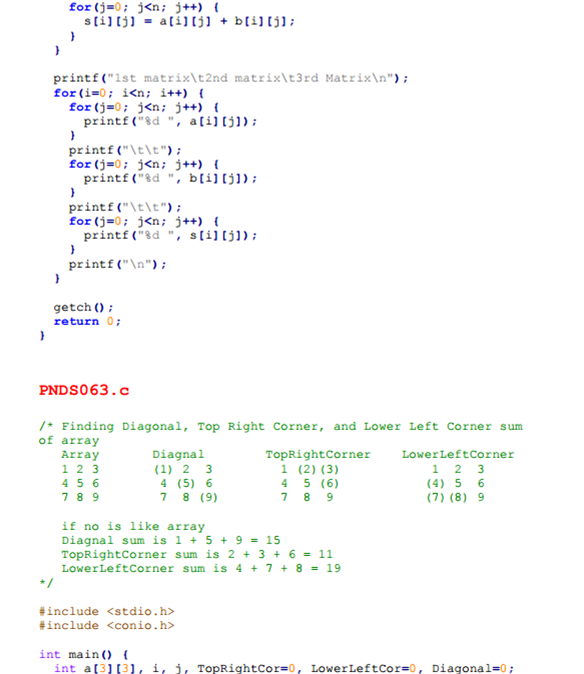 for(j=0; j<n; j++) {
s[i][j] = a[i][j] + b[i][j];
}
}
printf("1st matrix\t2nd matrix\t3rd Matrix\n");
for(i=0; i<n; i++) {
for(j=0; j<n; j++) {
printf("%d ", a[i][j]);
}
printf("\t\t");
for(j=0; j<n; j++) {
printf("%d ", b[i][j]);
}
printf("\t\t");
for(j=0; j<n; j++) {
printf("%d ", s[i][j]);
}
printf("\n");
}
getch();
return 0;
}
PNDS063.c
/* Finding Diagonal, Top Right Corner, and Lower Left Corner sum
of array
Array Diagnal TopRightCorner LowerLeftCorner
1 2 3 (1) 2 3 1 (2)(3) 1 2 3
4 5 6 4 (5) 6 4 5 (6) (4) 5 6
7 8 9 7 8 (9) 7 8 9 (7)(8) 9
if no is like array
Diagnal sum is 1 + 5 + 9 = 15
TopRightCorner sum is 2 + 3 + 6 = 11
LowerLeftCorner sum is 4 + 7 + 8 = 19
*/
#include <stdio.h>
#include <conio.h>
int main() {
int a[3][3], i, j, TopRightCor=0, LowerLeftCor=0, Diagonal=0;